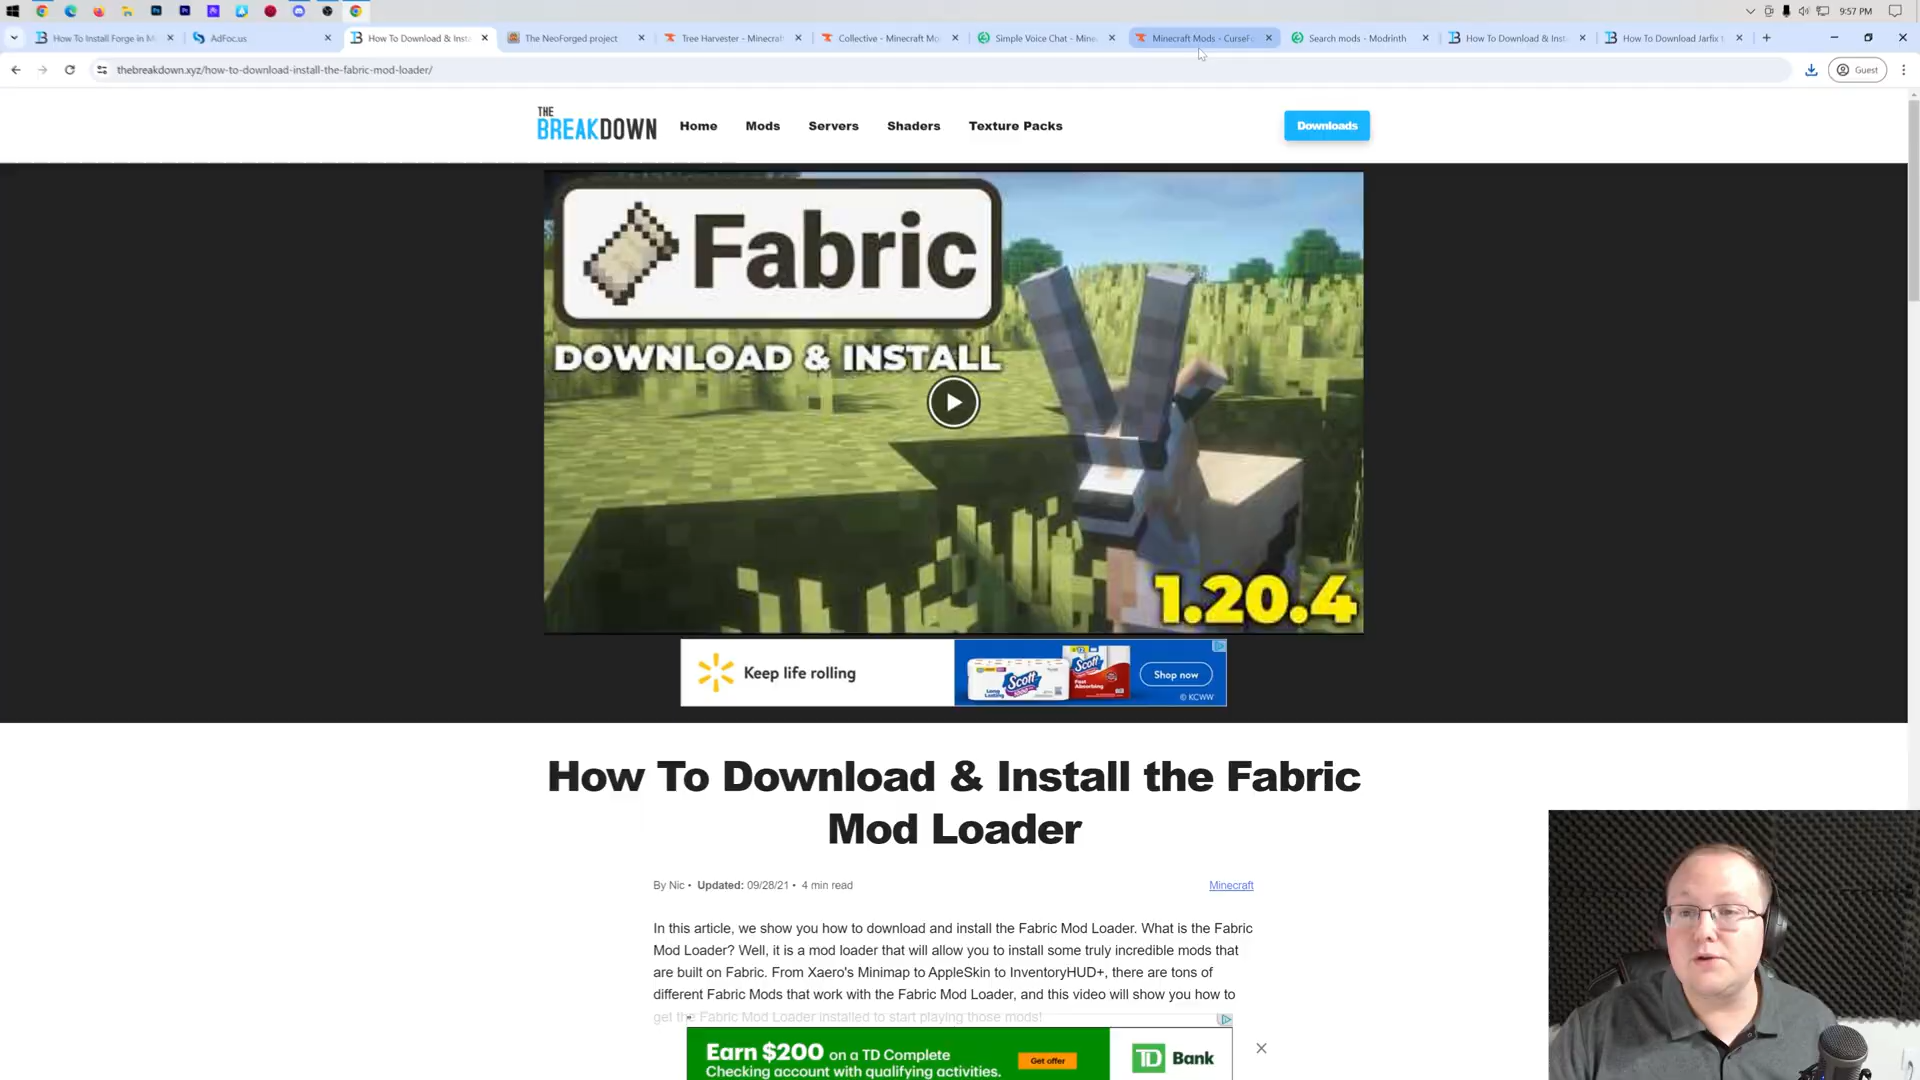 9:57 PM
How To Install Forge in M
AdFoc.us
How To Download & Insta
The NeoForged project
Tree Harvester - Minecraft
Collective - Minecraft Mo
Simple Voice Chat - Mine
Minecraft Mods - CurseF
Search mods - Modrinth
How To Download & Inst
How To Download Jarfix t
thebreakdown.xyz/how-to-download-install-the-fabric-mod-loader/
Guest
THE
BREAKDOWN
Home
Mods
Servers
Shaders
Texture Packs
Downloads
Fabric
DOWNLOAD & INSTALL
1.20.4
Keep life rolling
Scott
Scott
Shop now
© KCWW
How To Download & Install the Fabric
Mod Loader
By Nic • Updated: 09/28/21 • 4 min read
Minecraft
In this article, we show you how to download and install the Fabric Mod Loader. What is the Fabric
Mod Loader? Well, it is a mod loader that will allow you to install some truly incredible mods that
are built on Fabric. From Xaero's Minimap to AppleSkin to InventoryHUD+, there are tons of
different Fabric Mods that work with the Fabric Mod Loader, and this video will show you how to
get the Fabric Mod Loader installed to start playing those mods!
Earn $200 on a TD Complete
Checking account with qualifying activities.
Get offer
TD Bank